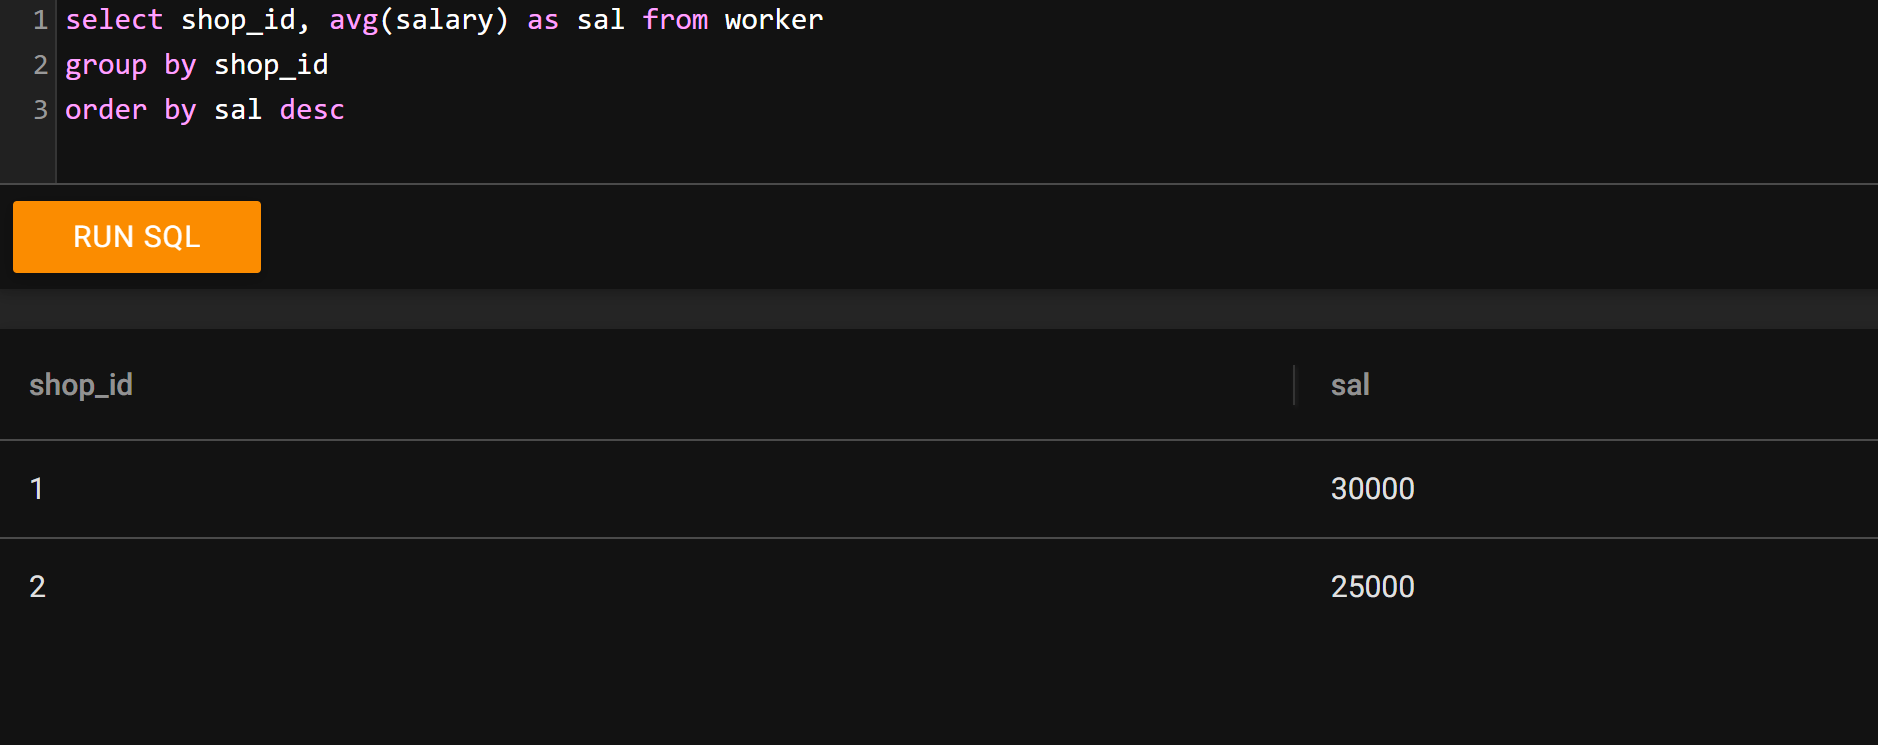 1 select shop_id, avg(salary) as sal from worker
2 group by shop_id
3 order by sal desc
RUN SQL
shop_id sal
1 30000
2 25000